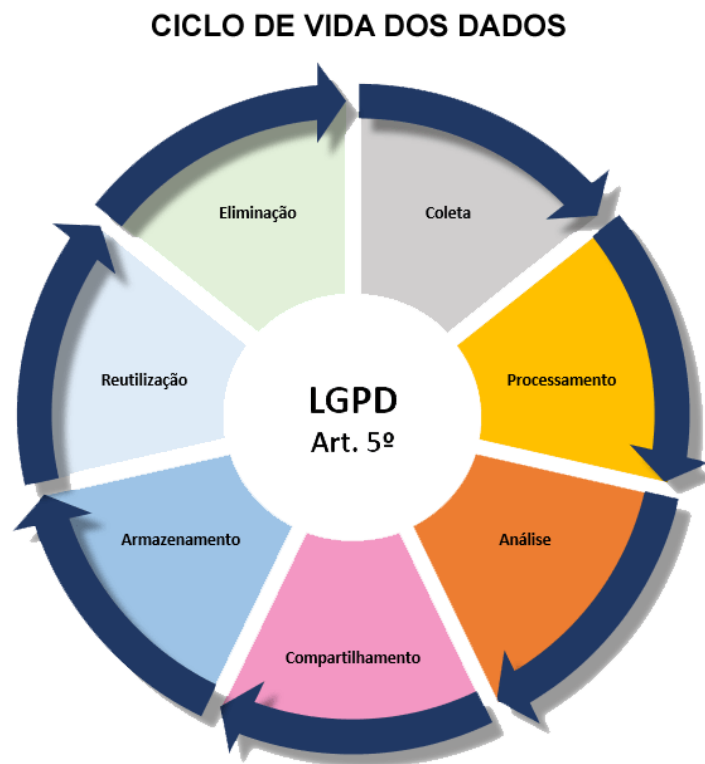 CICLO DE VIDA DOS DADOS
Eliminação
Coleta
Reutilização
Processamento
LGPD
Art. 5º
Armazenamento
Análise
Compartilhamento